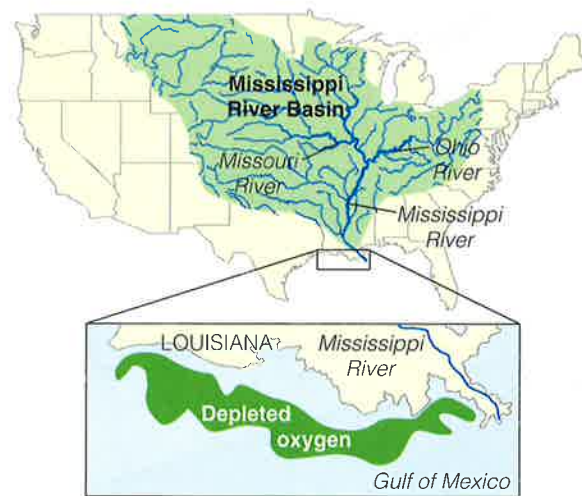 Mississippi
River Basin
Missouri
River
Ohio
River
Mississippi
River
LOUISIANA
Mississippi
River
Depleted
oxygen
Gulf of Mexico